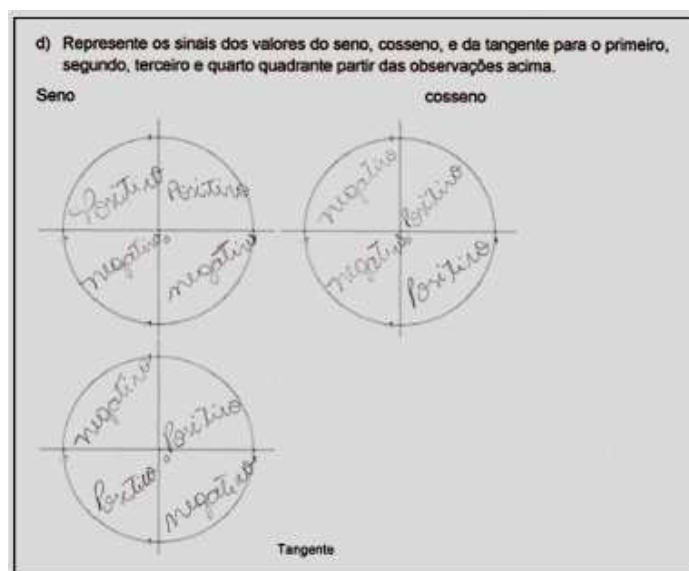 d) Represente os sinais dos valores do seno, cosseno, e da tangente para o primeiro,
segundo, terceiro e quarto quadrante partir das observações acima.
Seno
cosseno
Positivo Positivo
negativo negativo
negativo Positivo
negativo Positivo
negativo Positivo
Positivo negativo
Tangente